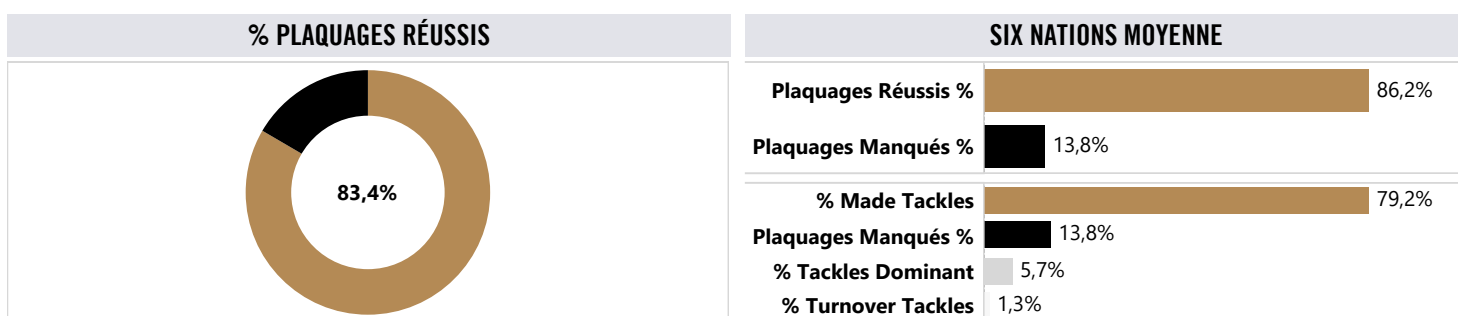 % PLAQUAGES RÉUSSIS
83,4%
SIX NATIONS MOYENNE
Plaquages Réussis % 86,2%
Plaquages Manqués % 13,8%
% Made Tackles 79,2%
Plaquages Manqués % 13,8%
% Tackles Dominant 5,7%
% Turnover Tackles 1,3%